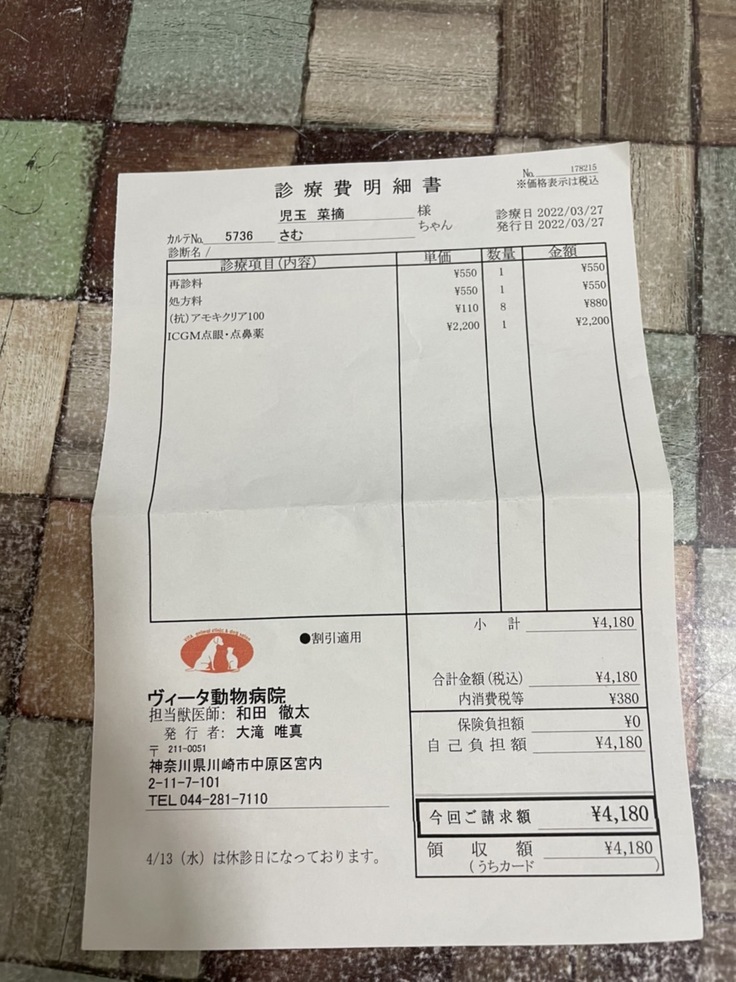 診療費明細書
No. 178215
※価格表示は税込
児玉 菜摘 様
カルテNo. 5736 さむ ちゃん
診療日 2022/03/27
発行日 2022/03/27
診断名 /
診療項目(内容) 単価 数量 金額
再診料 ¥550 1 ¥550
処方料 ¥550 1 ¥550
(抗)アモキクリア100 ¥110 8 ¥880
ICGM点眼・点鼻薬 ¥2,200 1 ¥2,200
小計 ¥4,180
●割引適用
合計金額(税込) ¥4,180
内消費税等 ¥380
保険負担額 ¥0
自己負担額 ¥4,180
今回ご請求額 ¥4,180
領収額 ¥4,180
(うちカード
ヴィータ動物病院
担当獣医師: 和田 徹太
発行者: 大滝 唯真
〒 211-0051
神奈川県川崎市中原区宮内
2-11-7-101
TEL 044-281-7110
4/13(水)は休診日になっております。